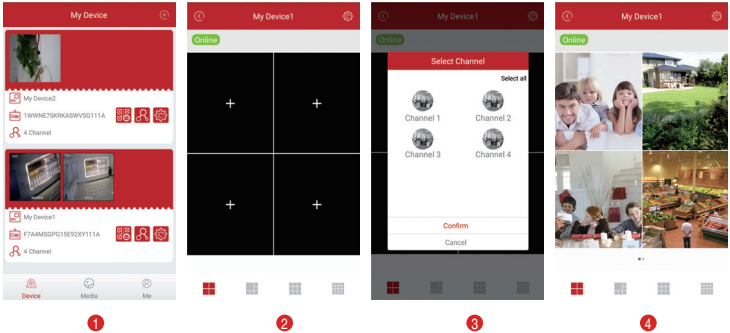 My Device
My Device2
1WWNE7SKRKASWVSG111A
4 Channel
My Device1
F7A4MSGPG1SE92XY111A
4 Channel
Device
Media
Me
1
My Device1
Online
+
+
+
+
2
My Device1
Online
Select Channel
Select all
Channel 1
Channel 2
Channel 3
Channel 4
Confirm
Cancel
3
My Device1
Online
4